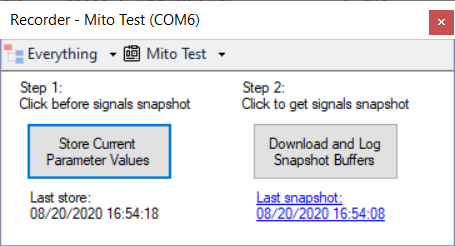 Recorder - Mito Test (COM6)
Everything Mito Test
Step 1:
Click before signals snapshot
Store Current
Parameter Values
Last store:
08/20/2020 16:54:18
Step 2:
Click to get signals snapshot
Download and Log
Snapshot Buffers
Last snapshot:
08/20/2020 16:54:08